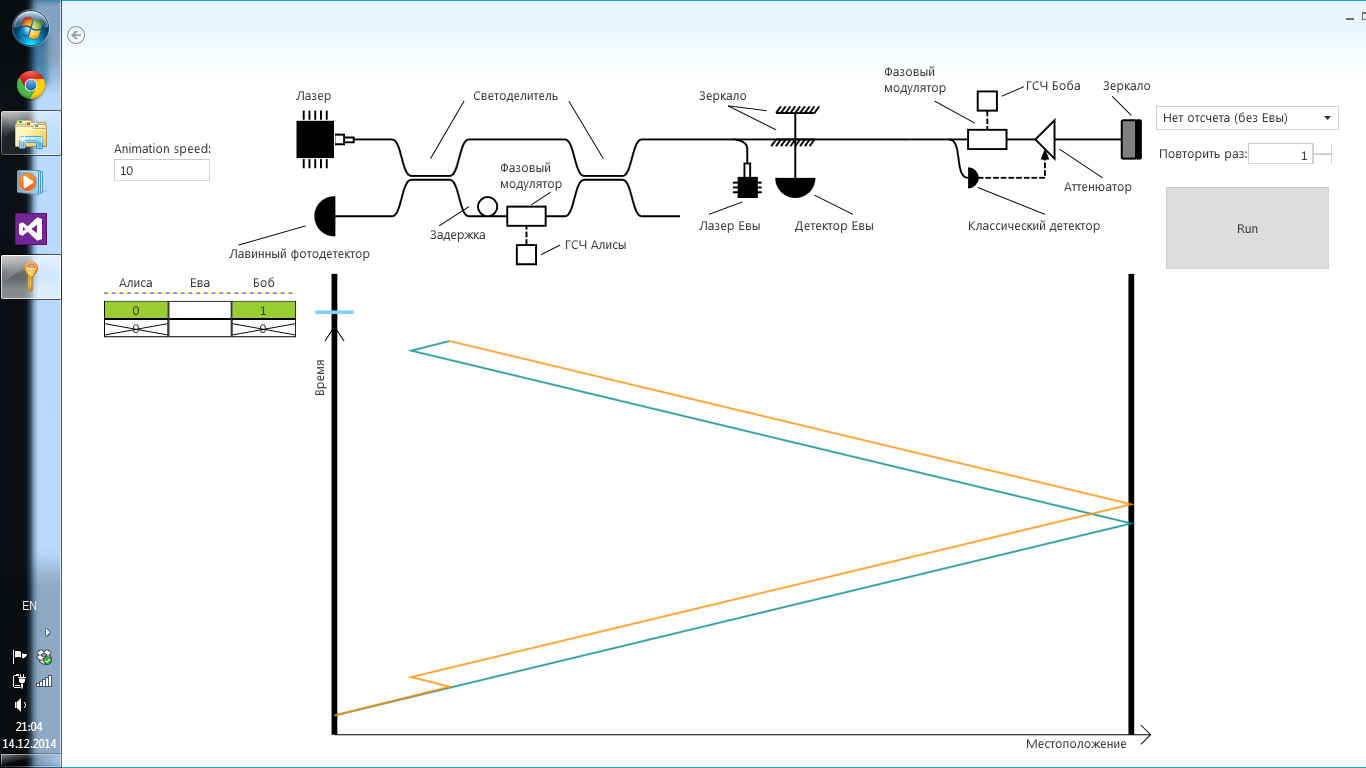 Лазер
Светоделитель
Зеркало
Фазовый
модулятор
ГСЧ Боба
Зеркало
Нет отсчета (без Евы)
Animation speed:
10
Повторить раз:
1
Фазовый
модулятор
Аттенюатор
Задержка
ГСЧ Алисы
Лазер Евы
Детектор Евы
Классический детектор
Run
Лавинный фотодетектор
Алиса
Ева
Боб
0
1
0
0
Время
Местоположение
EN
21:04
14.12.2014